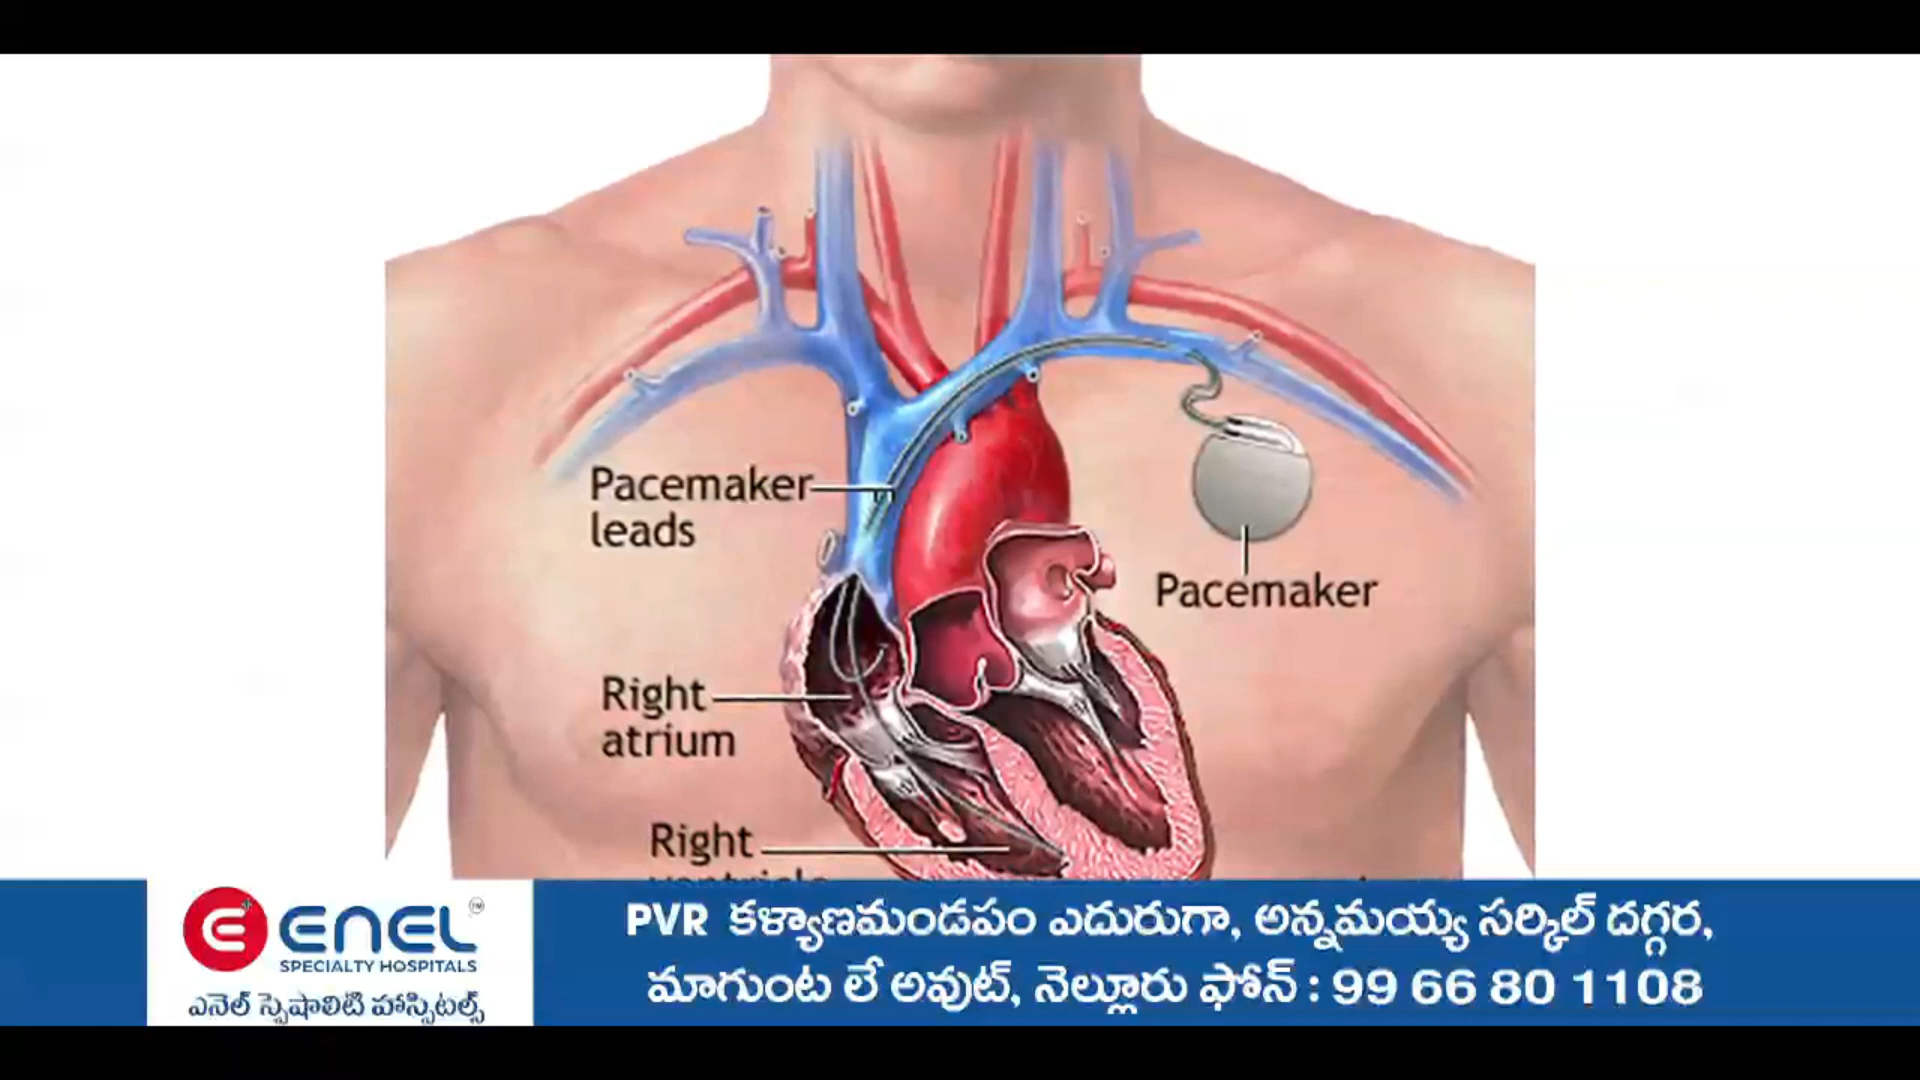 Pacemaker
leads
Pacemaker
Right
atrium
Right
ENEL™
SPECIALTY HOSPITALS
ఎనెల్ స్పెషాలిటి హాస్పిటల్స్
PVR కళ్యాణమండపం ఎదురుగా, అన్నమయ్య సర్కిల్ దగ్గర,
మాగుంట లే అవుట్, నెల్లూరు ఫోన్ : 99 66 80 1108